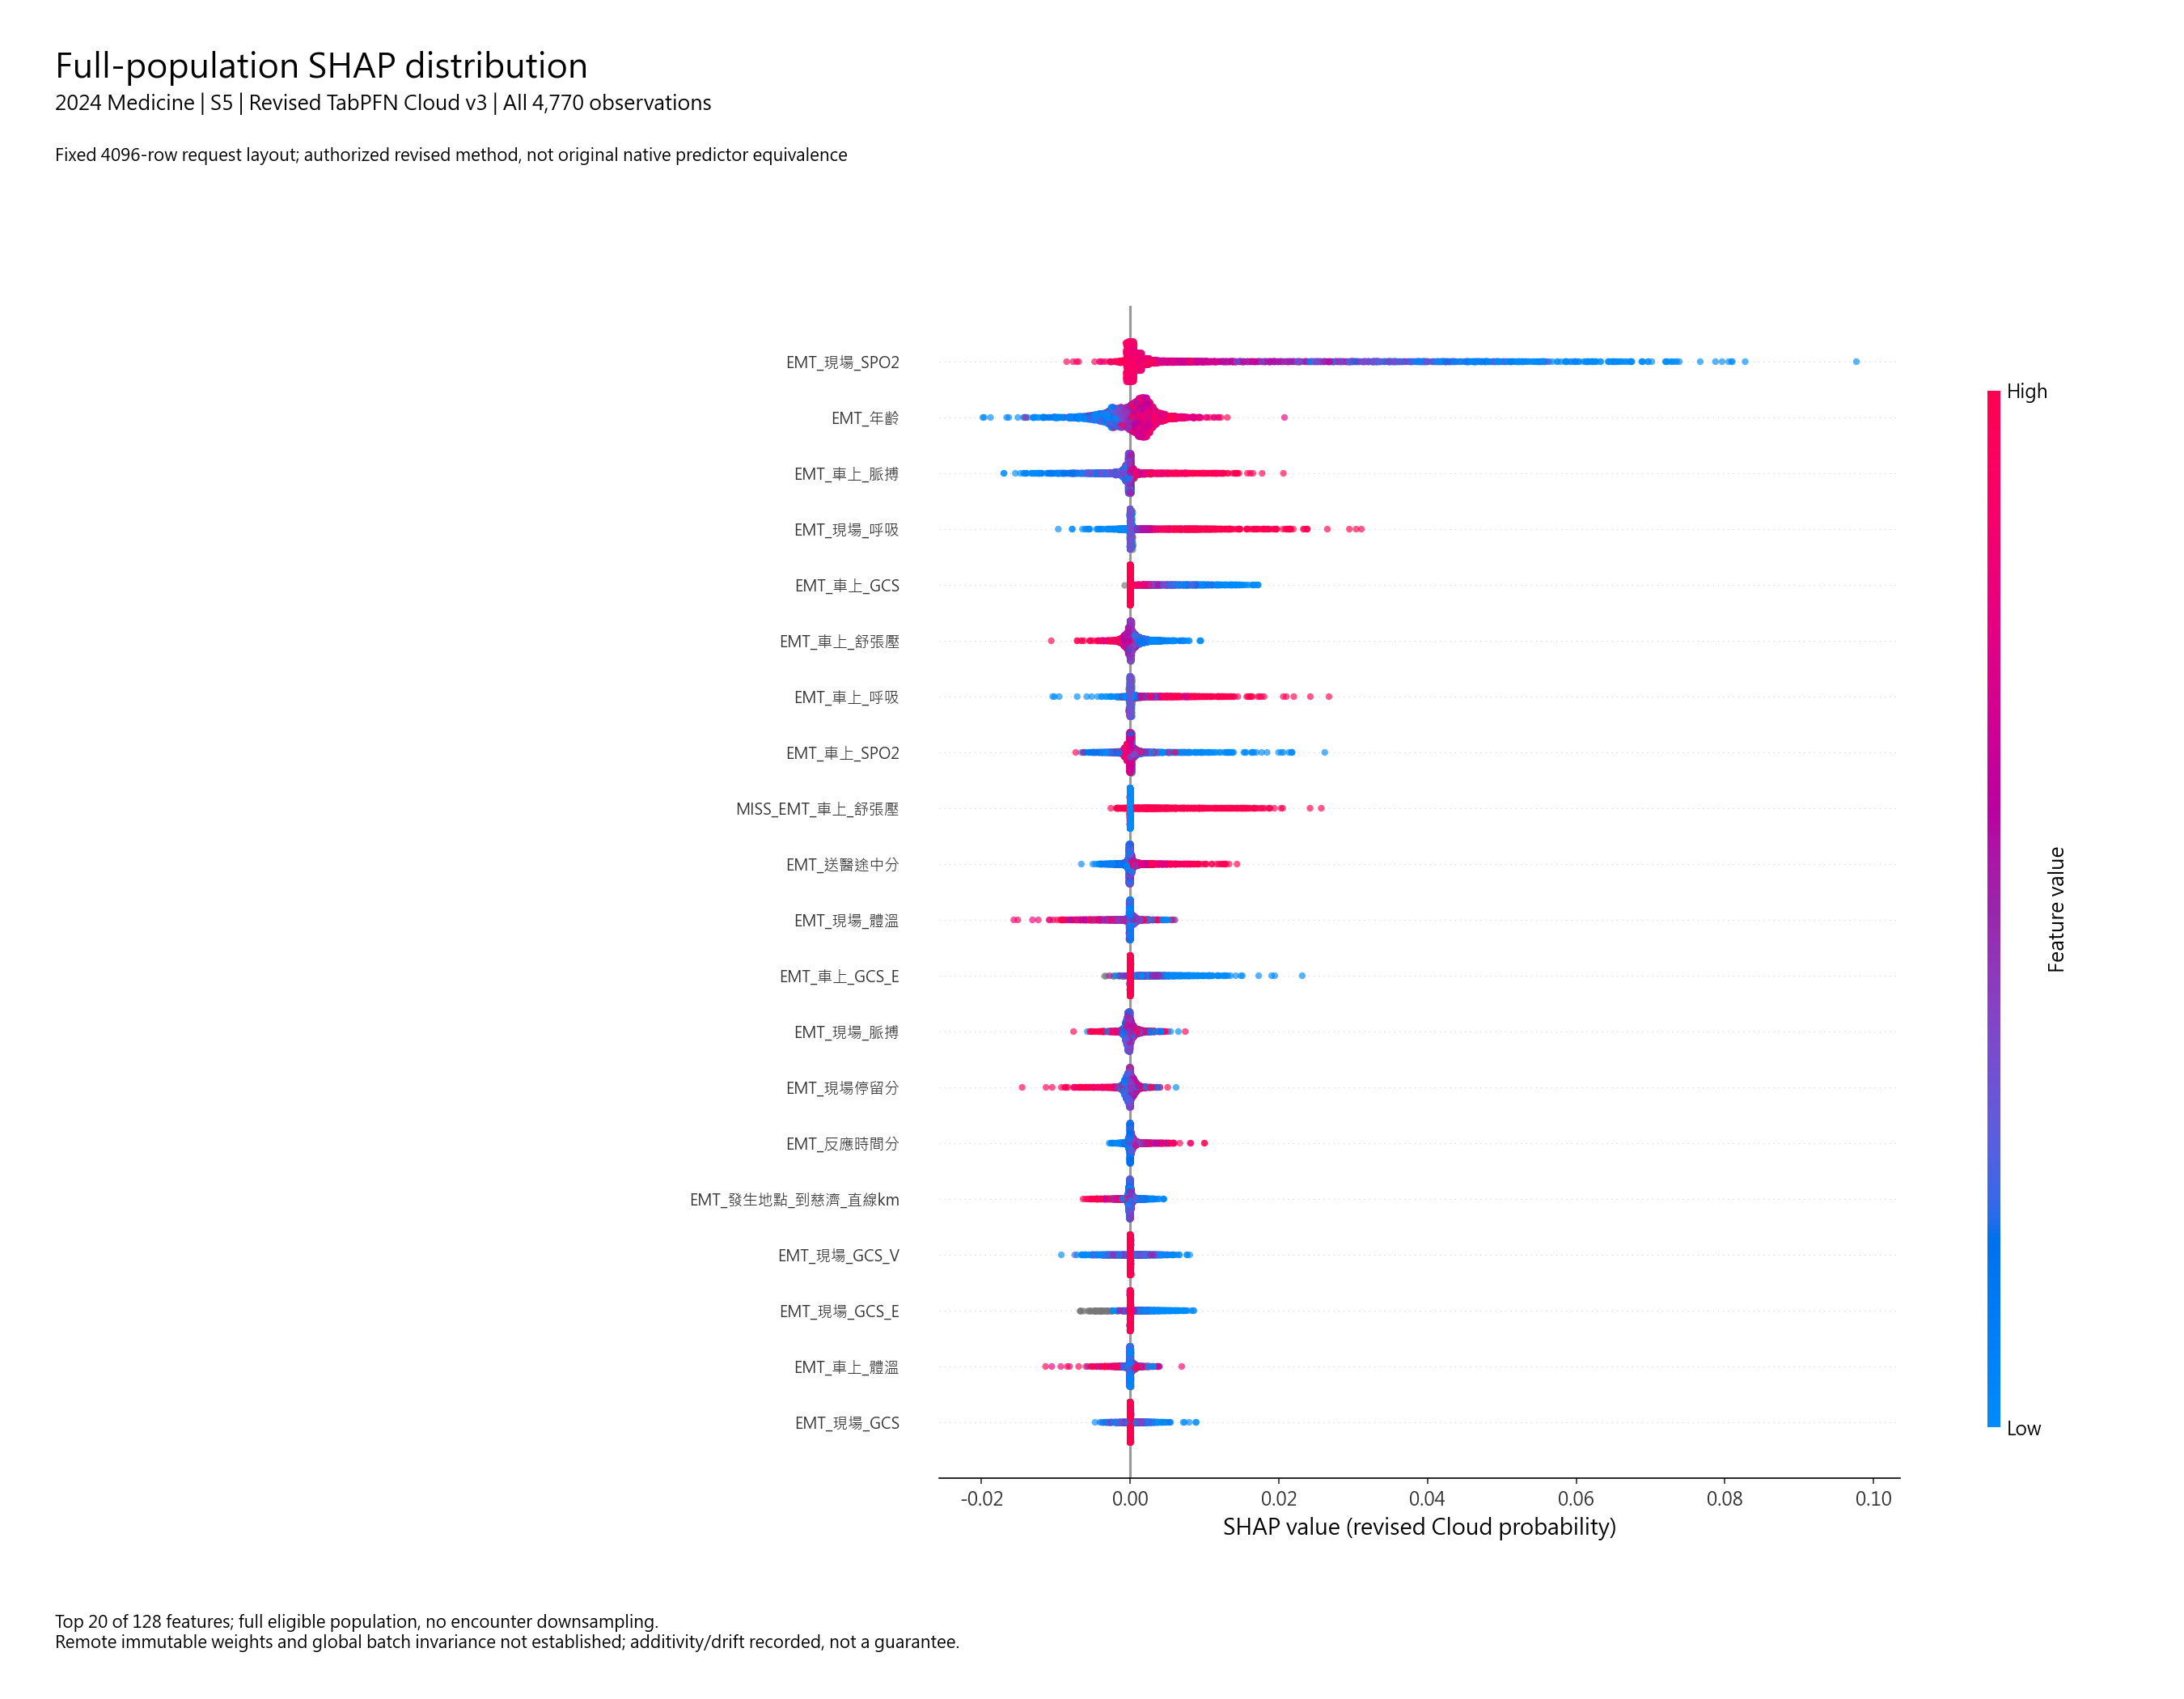 Full-population SHAP distribution
2024 Medicine | S5 | Revised TabPFN Cloud v3 | All 4,770 observations
Fixed 4096-row request layout; authorized revised method, not original native predictor equivalence
EMT_現場_SPO2
EMT_年齡
EMT_車上_脈搏
EMT_現場_呼吸
EMT_車上_GCS
EMT_車上_舒張壓
EMT_車上_呼吸
EMT_車上_SPO2
MISS_EMT_車上_舒張壓
EMT_送醫途中分
EMT_現場_體溫
EMT_車上_GCS_E
EMT_現場_脈搏
EMT_現場停留分
EMT_反應時間分
EMT_發生地點_到慈濟_直線km
EMT_現場_GCS_V
EMT_現場_GCS_E
EMT_車上_體溫
EMT_現場_GCS
-0.02 0.00 0.02 0.04 0.06 0.08 0.10
SHAP value (revised Cloud probability)
High
Feature value
Low
Top 20 of 128 features; full eligible population, no encounter downsampling.
Remote immutable weights and global batch invariance not established; additivity/drift recorded, not a guarantee.